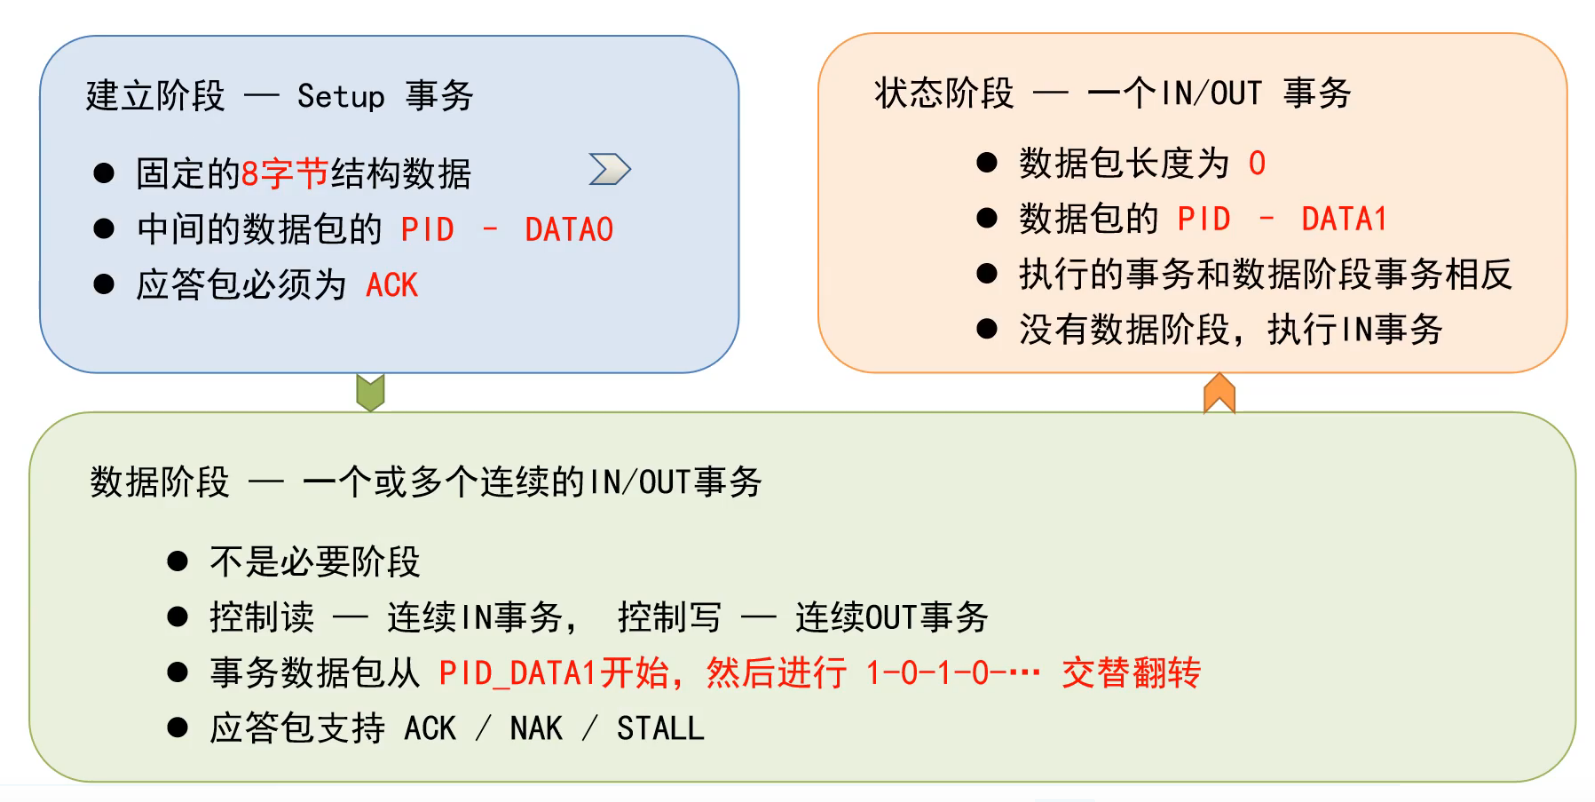 建立阶段 — Setup 事务
● 固定的8字节结构数据
● 中间的数据包的 PID - DATA0
● 应答包必须为 ACK
状态阶段 — 一个IN/OUT 事务
● 数据包长度为 0
● 数据包的 PID - DATA1
● 执行的事务和数据阶段事务相反
● 没有数据阶段，执行IN事务
数据阶段 — 一个或多个连续的IN/OUT事务
● 不是必要阶段
● 控制读 — 连续IN事务， 控制写 — 连续OUT事务
● 事务数据包从 PID_DATA1开始，然后进行 1-0-1-0-… 交替翻转
● 应答包支持 ACK / NAK / STALL